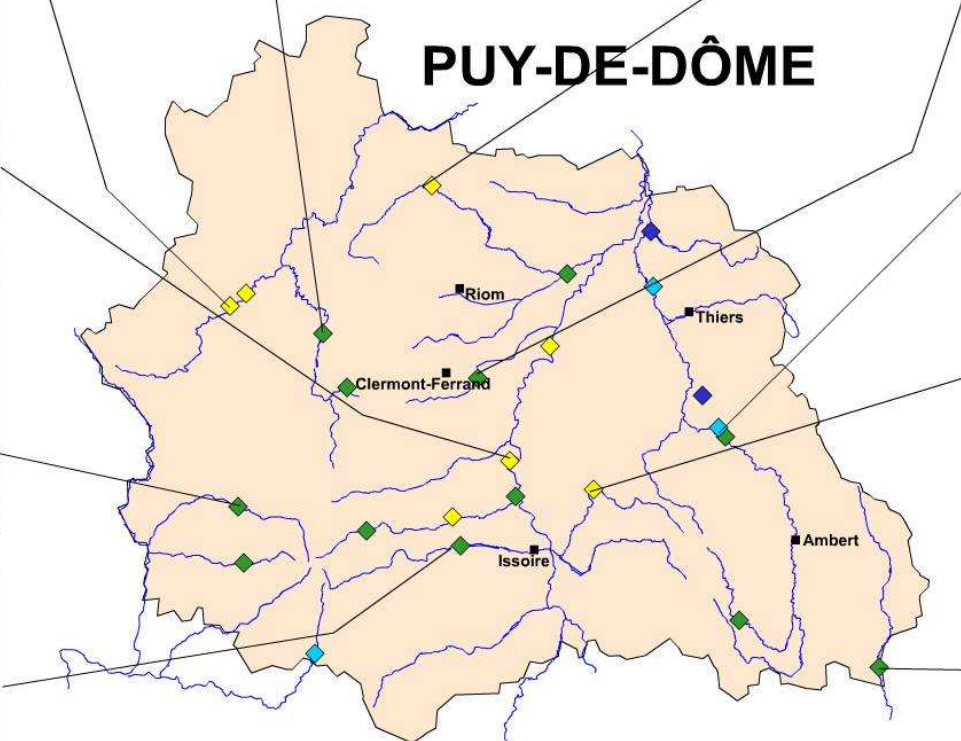 PUY-DE-DÔME
Riom
Thiers
Clermont-Ferrand
Ambert
Issoire